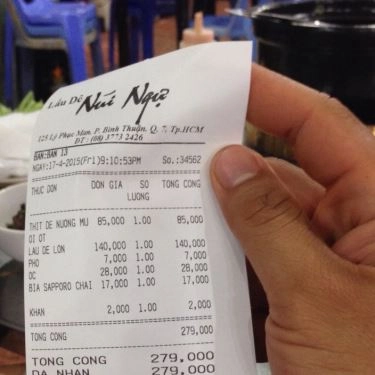 Lẩu Dê Núi Ngự
125 Lý Phục Man, P. Bình Thuận, Q. 7, Tp.HCM
ĐT : (08) 3773 2426
BAN:BAN 13
NGAY:17-4-2015(Fri)9:10:53PM So.:34562
THUC DON DON GIA SO LUONG TONG CONG
THIT DE NUONG MU 85,000 1.00 85,000
OI OT
LAU DE LON 140,000 1.00 140,000
PHO 7,000 1.00 7,000
OC 28,000 1.00 28,000
BIA SAPPORO CHAI 17,000 1.00 17,000
KHAN 2,000 1.00 2,000
TONG CONG 279,000
TONG CONG 279,000
DA NHAN 279,000